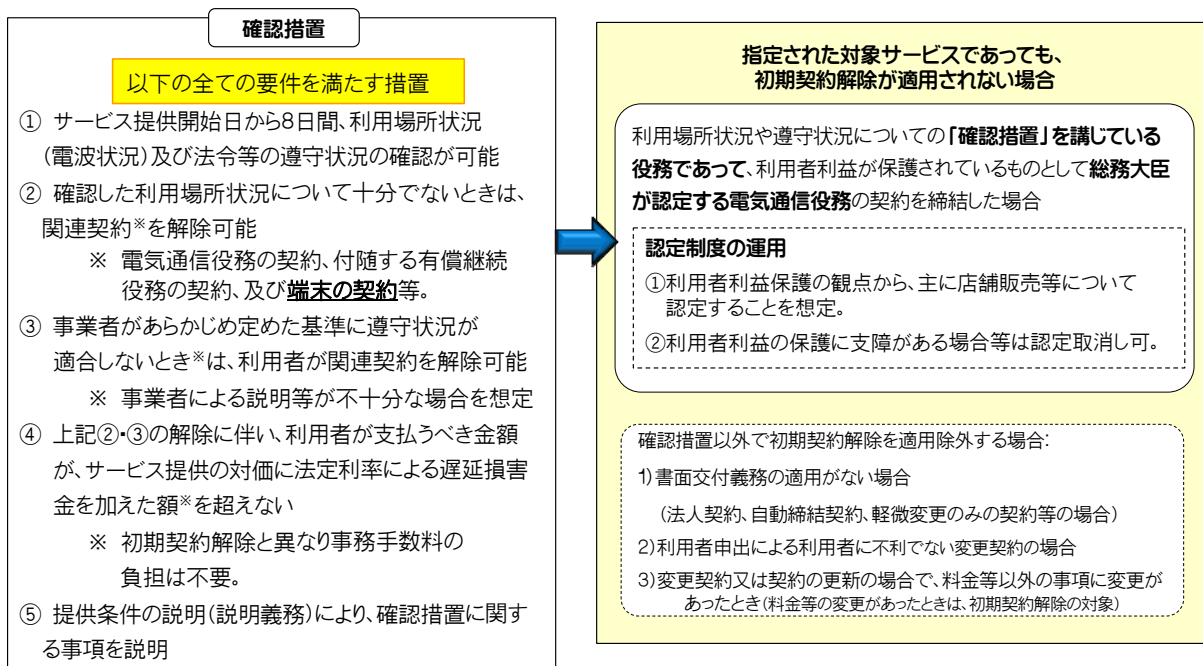 確認措置
以下の全ての要件を満たす措置
① サービス提供開始日から8日間、利用場所状況
(電波状況)及び法令等の遵守状況の確認が可能
② 確認した利用場所状況について十分でないときは、
関連契約※を解除可能
※ 電気通信役務の契約、付随する有償継続
役務の契約、及び端末の契約等。
③ 事業者があらかじめ定めた基準に遵守状況が
適合しないとき※は、利用者が関連契約を解除可能
※ 事業者による説明等が不十分な場合を想定
④ 上記②・③の解除に伴い、利用者が支払うべき金額
が、サービス提供の対価に法定利率による遅延損害
金を加えた額※を超えない
※ 初期契約解除と異なり事務手数料の
負担は不要。
⑤ 提供条件の説明(説明義務)により、確認措置に関す
る事項を説明
指定された対象サービスであっても、
初期契約解除が適用されない場合
利用場所状況や遵守状況についての「確認措置」を講じている
役務であって、利用者利益が保護されているものとして総務大臣
が認定する電気通信役務の契約を締結した場合
認定制度の運用
①利用者利益保護の観点から、主に店舗販売等について
認定することを想定。
②利用者利益の保護に支障がある場合等は認定取消し可。
確認措置以外で初期契約解除を適用除外する場合:
1)書面交付義務の適用がない場合
(法人契約、自動締結契約、軽微変更のみの契約等の場合)
2)利用者申出による利用者に不利でない変更契約の場合
3)変更契約又は契約の更新の場合で、料金等以外の事項に変更が
あったとき(料金等の変更があったときは、初期契約解除の対象)